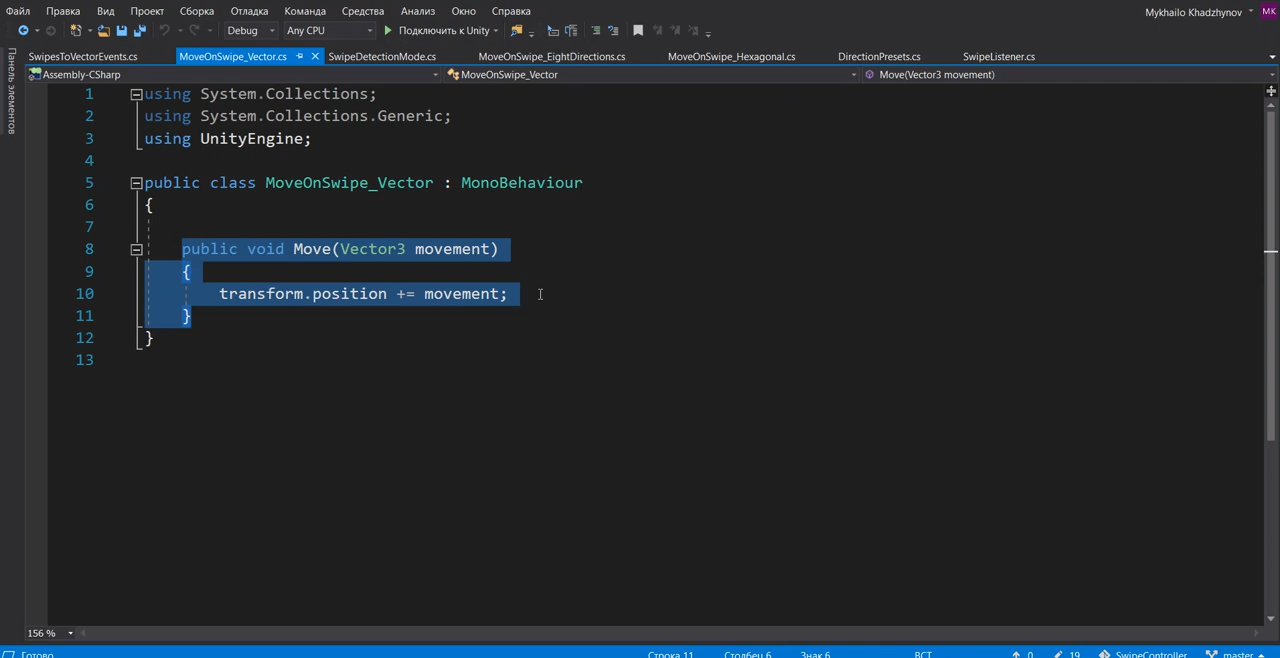 Файл Правка Вид Проект Сборка Отладка Команда Средства Анализ Окно Справка Mykhailo Khadzhynov MK
Debug Any CPU Подключить к Unity
SwipesToVectorEvents.cs MoveOnSwipe_Vector.cs SwipeDetectionMode.cs MoveOnSwipe_EightDirections.cs MoveOnSwipe_Hexagonal.cs DirectionPresets.cs SwipeListener.cs
Панель элементов
Assembly-CSharp MoveOnSwipe_Vector Move(Vector3 movement)
1 using System.Collections;
2 using System.Collections.Generic;
3 using UnityEngine;
4
5 public class MoveOnSwipe_Vector : MonoBehaviour
6 {
7
8 public void Move(Vector3 movement)
9 {
10 transform.position += movement;
11 }
12 }
13
156 %
Готово Строка 11 Столбец 6 Знак 6 ВСТ 0 19 SwipeController master